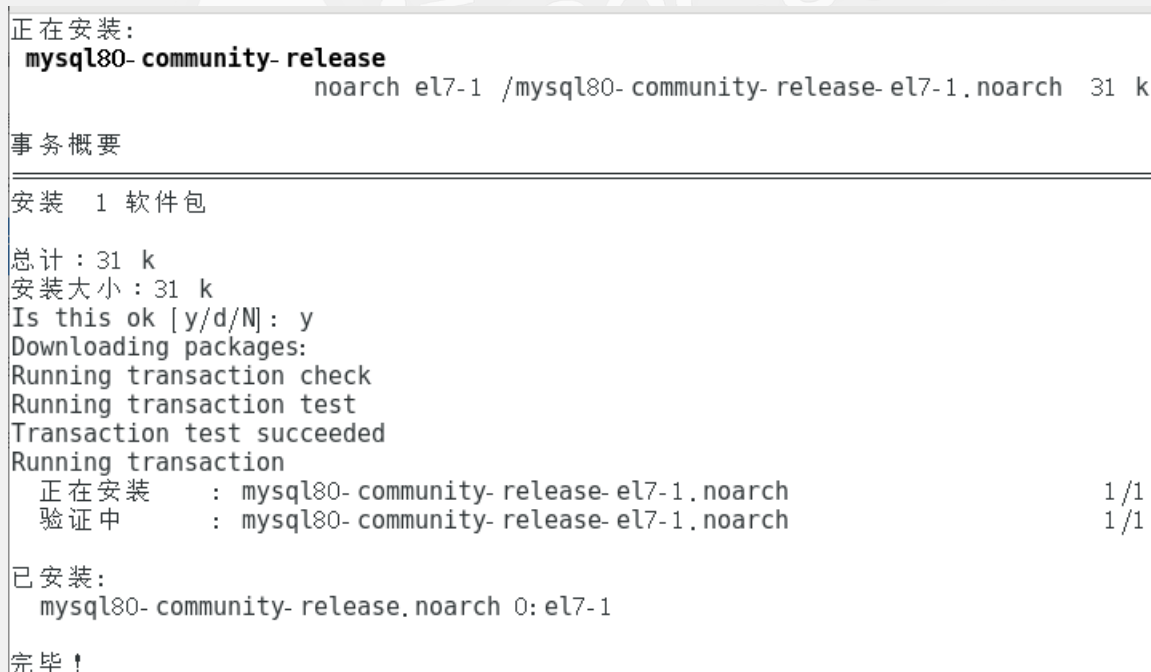 正在安装:
mysql80-community-release
noarch el7-1 /mysql80-community-release-el7-1.noarch 31 k
事务概要
安装 1 软件包
总计：31 k
安装大小：31 k
Is this ok [y/d/N]: y
Downloading packages:
Running transaction check
Running transaction test
Transaction test succeeded
Running transaction
正在安装 : mysql80-community-release-el7-1.noarch 1/1
验证中 : mysql80-community-release-el7-1.noarch 1/1
已安装:
mysql80-community-release.noarch 0:el7-1
完毕！